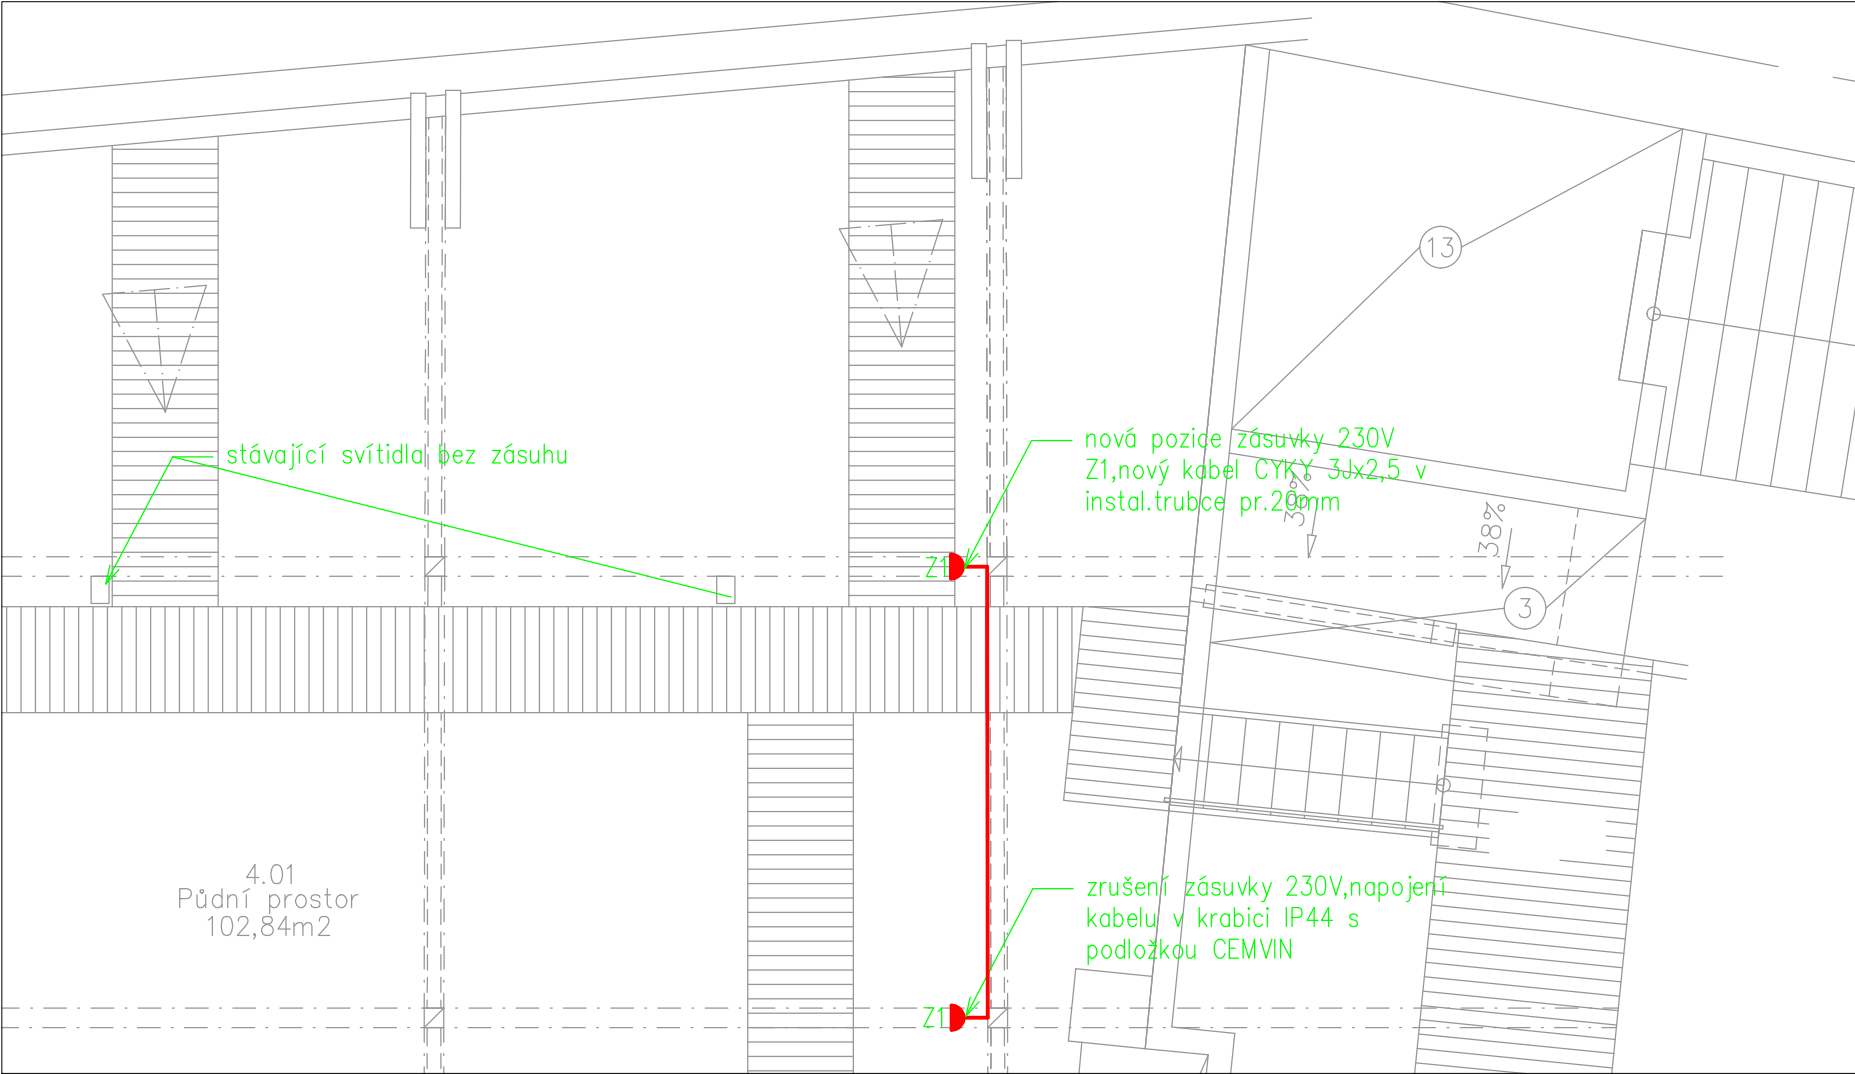 13
stávající svítidla bez zásuhu
nová pozice zásuvky 230V
Z1,nový kabel CYKY 3Jx2,5 v
instal.trubce pr.20mm
38%
38%
Z1
3
4.01
Půdní prostor
102,84m2
zrušení zásuvky 230V,napojení
kabelu v krabici IP44 s
podložkou CEMVIN
Z1